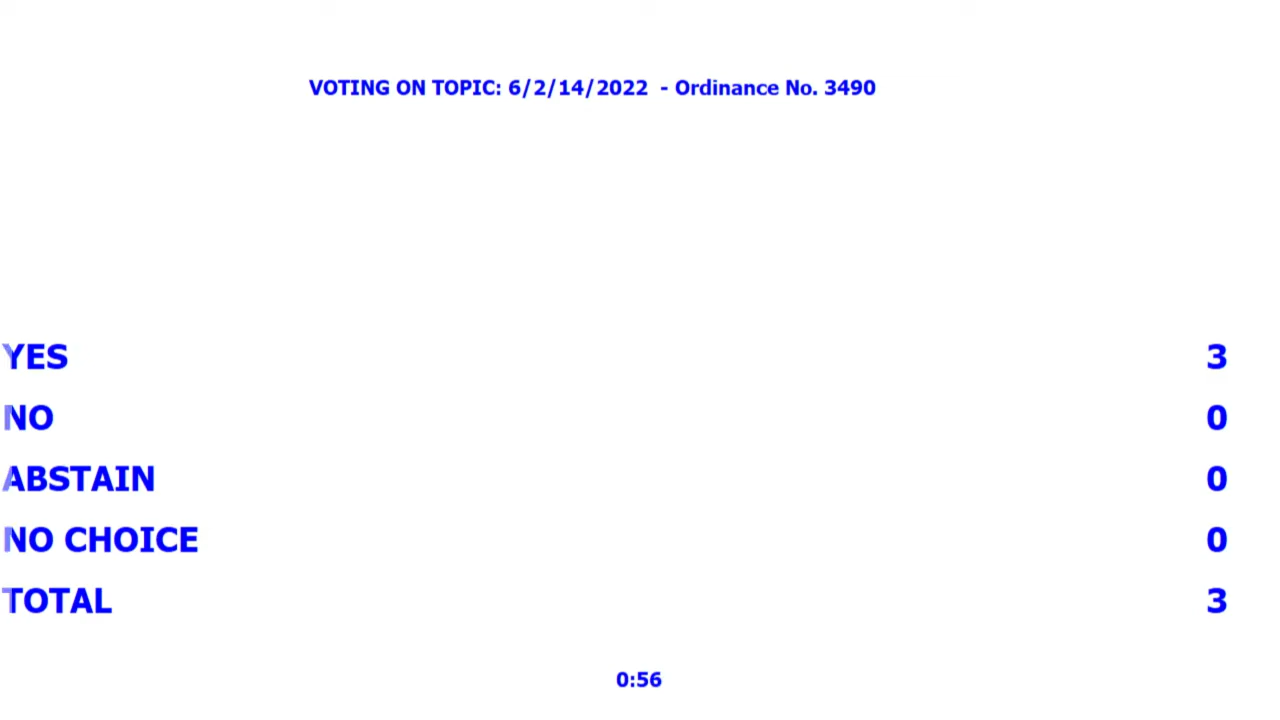 VOTING ON TOPIC: 6/2/14/2022 - Ordinance No. 3490
YES 3
NO 0
ABSTAIN 0
NO CHOICE 0
TOTAL 3
0:56